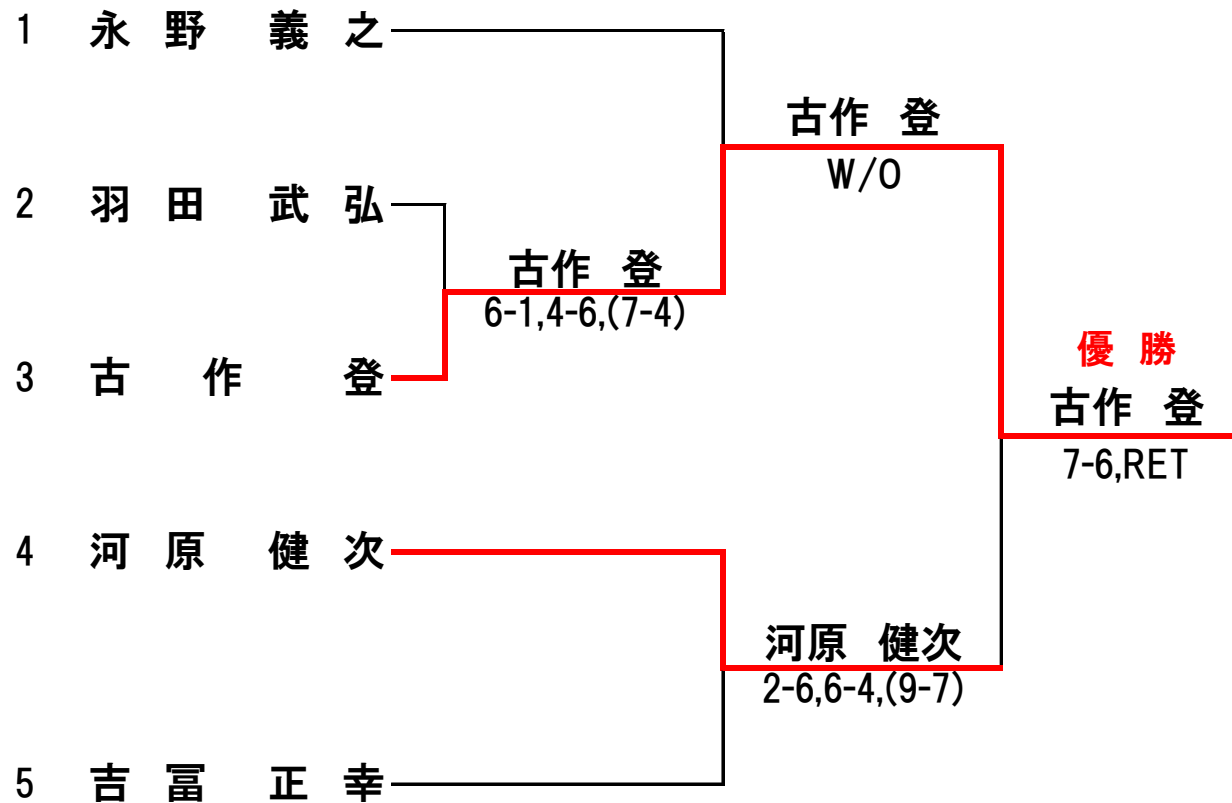 1 永野 義之
古作 登
W/O
2 羽田 武弘
古作 登
6-1,4-6,(7-4)
優勝
3 古作 登
古作 登
7-6,RET
4 河原 健次
河原 健次
2-6,6-4,(9-7)
5 吉冨 正幸